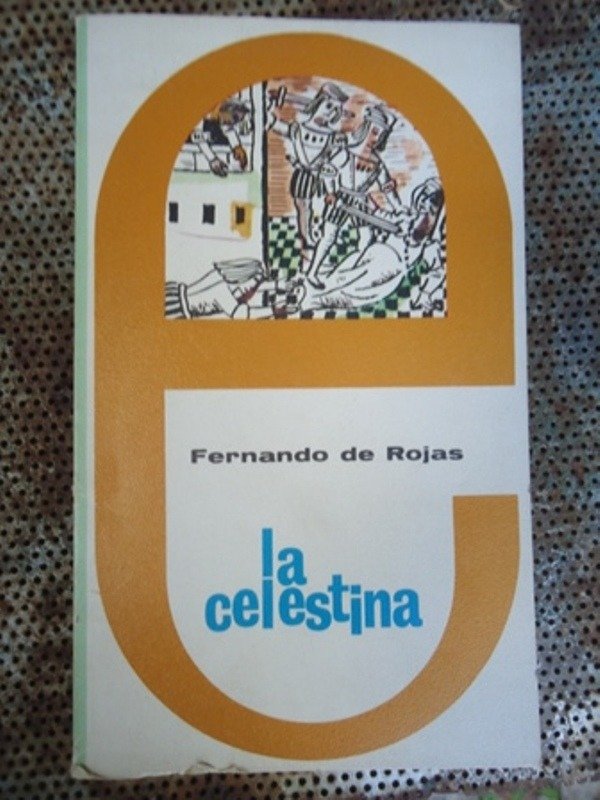 Fernando de Rojas
la
celestina